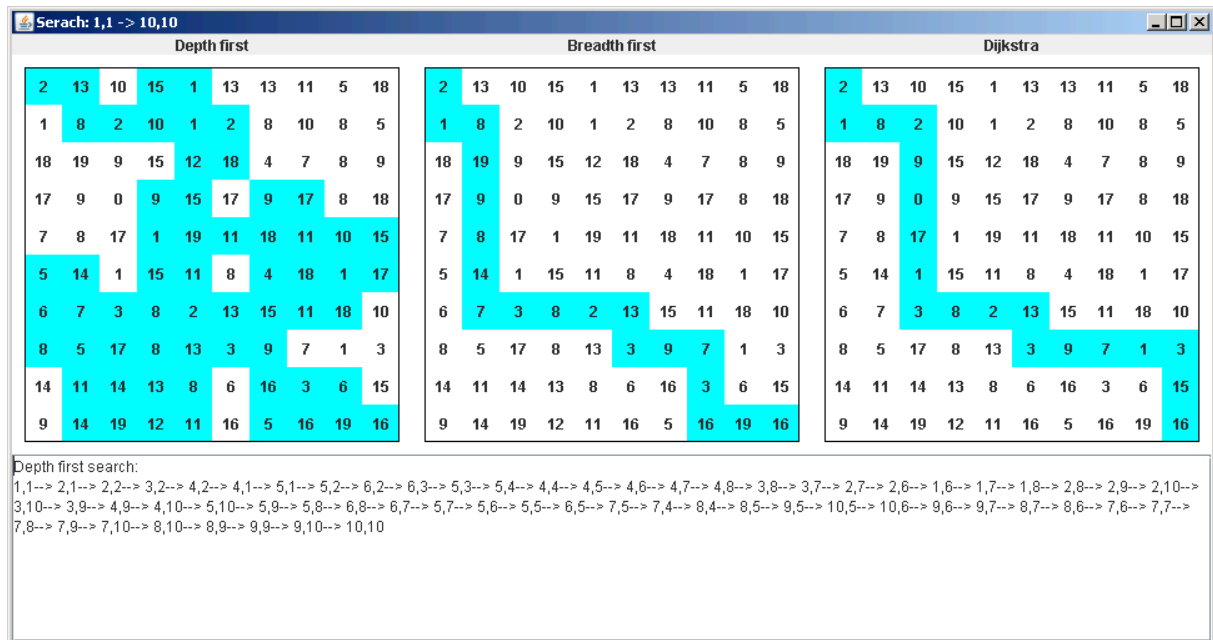 Serach: 1,1 -> 10,10
Depth first Breadth first Dijkstra
2 13 10 15 1 13 13 11 5 18 2 13 10 15 1 13 13 11 5 18 2 13 10 15 1 13 13 11 5 18
1 8 2 10 1 2 8 10 8 5 1 8 2 10 1 2 8 10 8 5 1 8 2 10 1 2 8 10 8 5
18 19 9 15 12 18 4 7 8 9 18 19 9 15 12 18 4 7 8 9 18 19 9 15 12 18 4 7 8 9
17 9 0 9 15 17 9 17 8 18 17 9 0 9 15 17 9 17 8 18 17 9 0 9 15 17 9 17 8 18
7 8 17 1 19 11 18 11 10 15 7 8 17 1 19 11 18 11 10 15 7 8 17 1 19 11 18 11 10 15
5 14 1 15 11 8 4 18 1 17 5 14 1 15 11 8 4 18 1 17 5 14 1 15 11 8 4 18 1 17
6 7 3 8 2 13 15 11 18 10 6 7 3 8 2 13 15 11 18 10 6 7 3 8 2 13 15 11 18 10
8 5 17 8 13 3 9 7 1 3 8 5 17 8 13 3 9 7 1 3 8 5 17 8 13 3 9 7 1 3
14 11 14 13 8 6 16 3 6 15 14 11 14 13 8 6 16 3 6 15 14 11 14 13 8 6 16 3 6 15
9 14 19 12 11 16 5 16 19 16 9 14 19 12 11 16 5 16 19 16 9 14 19 12 11 16 5 16 19 16
Depth first search:
1,1--> 2,1--> 2,2--> 3,2--> 4,2--> 4,1--> 5,1--> 5,2--> 6,2--> 6,3--> 5,3--> 5,4--> 4,4--> 4,5--> 4,6--> 4,7--> 4,8--> 3,8--> 3,7--> 2,7--> 2,6--> 1,6--> 1,7--> 1,8--> 2,8--> 2,9--> 2,10-->
3,10--> 3,9--> 4,9--> 4,10--> 5,10--> 5,9--> 5,8--> 6,8--> 6,7--> 5,7--> 5,6--> 5,5--> 6,5--> 7,5--> 7,4--> 8,4--> 8,5--> 9,5--> 10,5--> 10,6--> 9,6--> 9,7--> 8,7--> 8,6--> 7,6--> 7,7-->
7,8--> 7,9--> 7,10--> 8,10--> 8,9--> 9,9--> 9,10--> 10,10